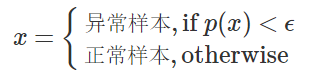 x = { 异常样本, if p(x) < ϵ
正常样本, otherwise